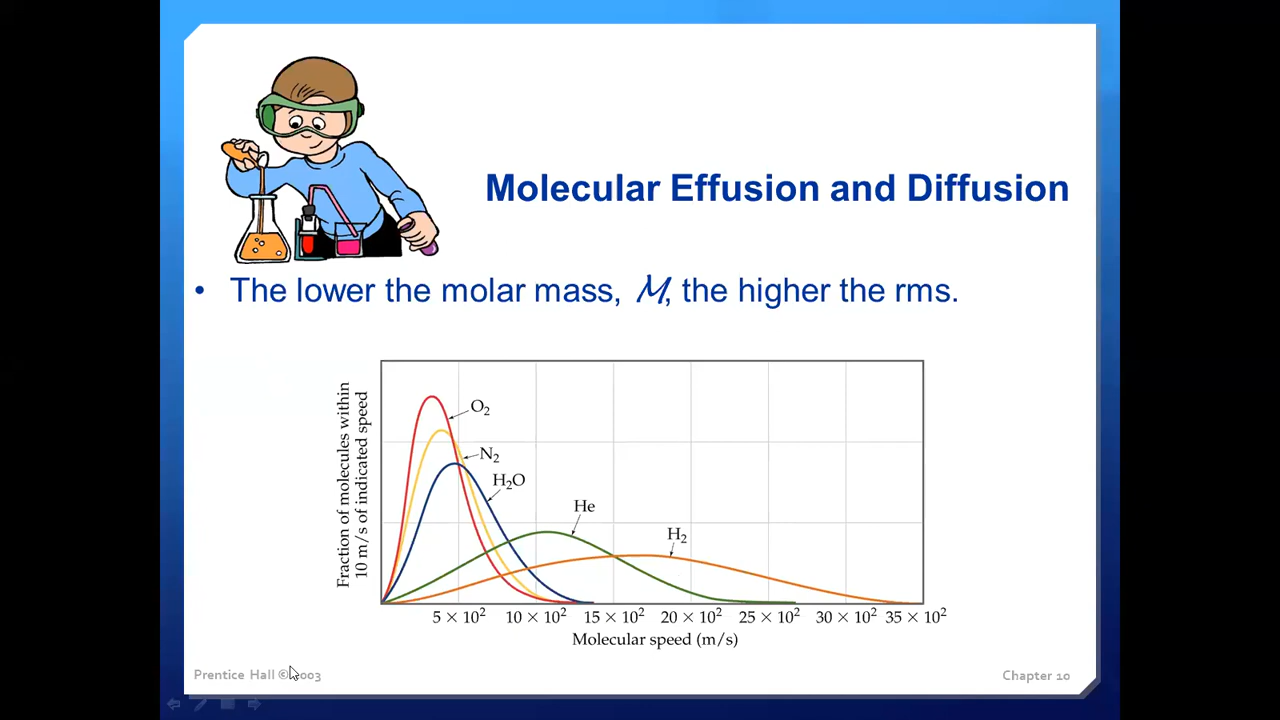 Molecular Effusion and Diffusion
• The lower the molar mass, ℳ, the higher the rms.
Fraction of molecules within
10 m/s of indicated speed
O₂
N₂
H₂O
He
H₂
5 × 10² 10 × 10² 15 × 10² 20 × 10² 25 × 10² 30 × 10² 35 × 10²
Molecular speed (m/s)
Prentice Hall ©2003
Chapter 10